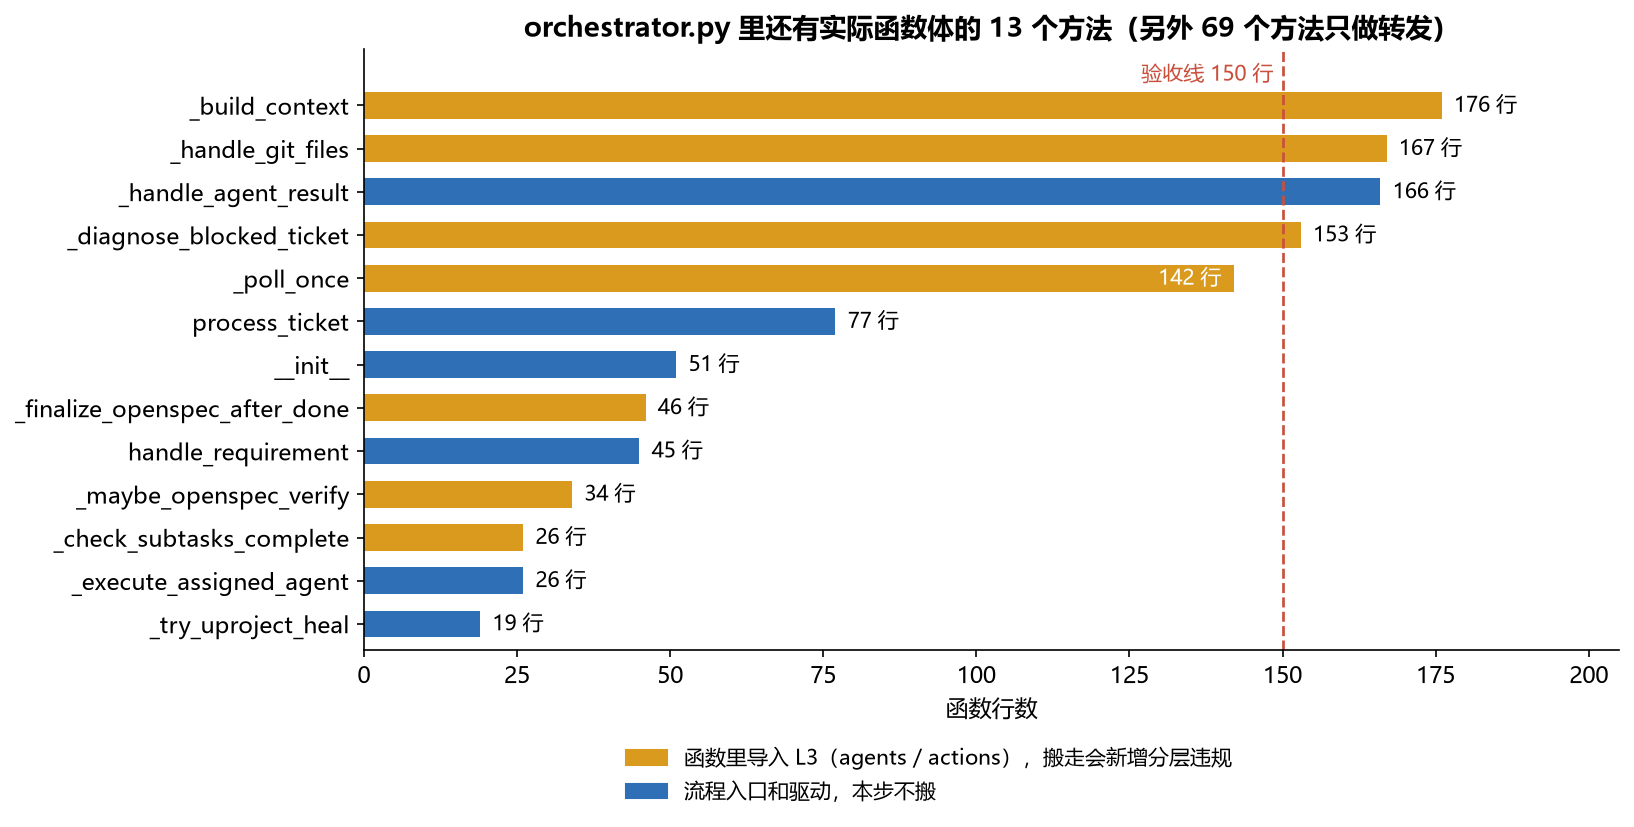 orchestrator.py 里还有实际函数体的 13 个方法（另外 69 个方法只做转发）
验收线 150 行
_build_context 176 行
_handle_git_files 167 行
_handle_agent_result 166 行
_diagnose_blocked_ticket 153 行
_poll_once 142 行
process_ticket 77 行
__init__ 51 行
_finalize_openspec_after_done 46 行
handle_requirement 45 行
_maybe_openspec_verify 34 行
_check_subtasks_complete 26 行
_execute_assigned_agent 26 行
_try_uproject_heal 19 行
0 25 50 75 100 125 150 175 200
函数行数
函数里导入 L3（agents / actions），搬走会新增分层违规
流程入口和驱动，本步不搬